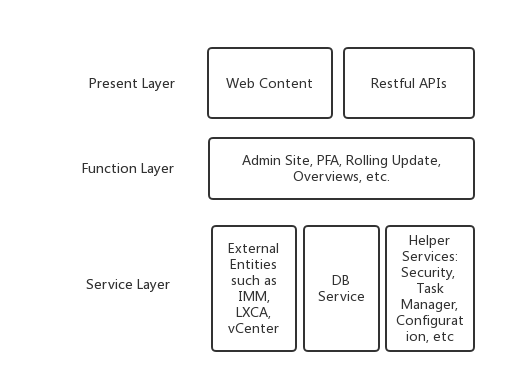 Present Layer
Web Content
Restful APIs
Function Layer
Admin Site, PFA, Rolling Update,
Overviews, etc.
Service Layer
External
Entities
such as
IMM,
LXCA,
vCenter
DB
Service
Helper
Services:
Security,
Task
Manager,
Configurat
ion, etc